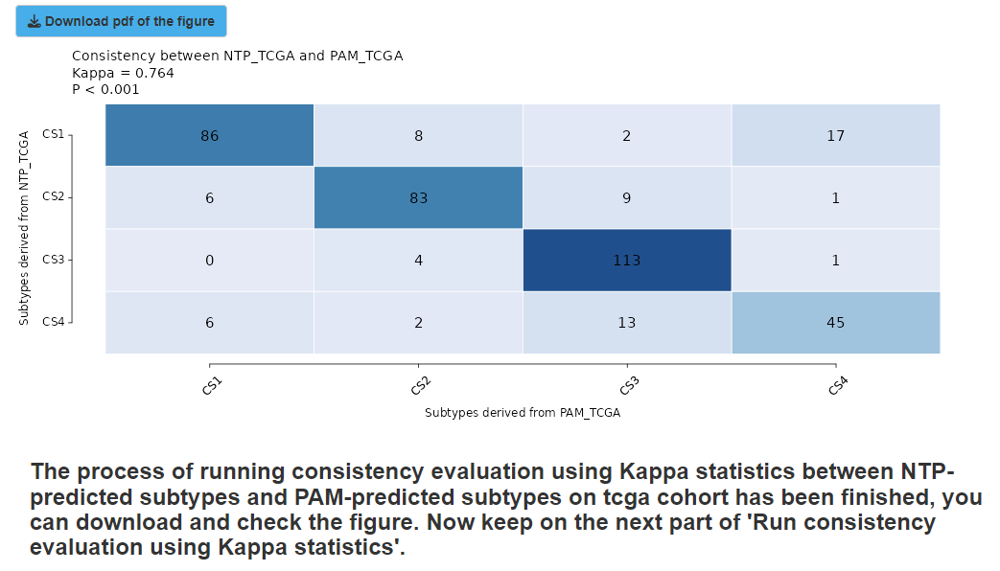 Download pdf of the figure
Consistency between NTP_TCGA and PAM_TCGA
Kappa = 0.764
P < 0.001
Subtypes derived from NTP_TCGA
CS1 86 8 2 17
CS2 6 83 9 1
CS3 0 4 113 1
CS4 6 2 13 45
CS1 CS2 CS3 CS4
Subtypes derived from PAM_TCGA
The process of running consistency evaluation using Kappa statistics between NTP-
predicted subtypes and PAM-predicted subtypes on tcga cohort has been finished, you
can download and check the figure. Now keep on the next part of 'Run consistency
evaluation using Kappa statistics'.